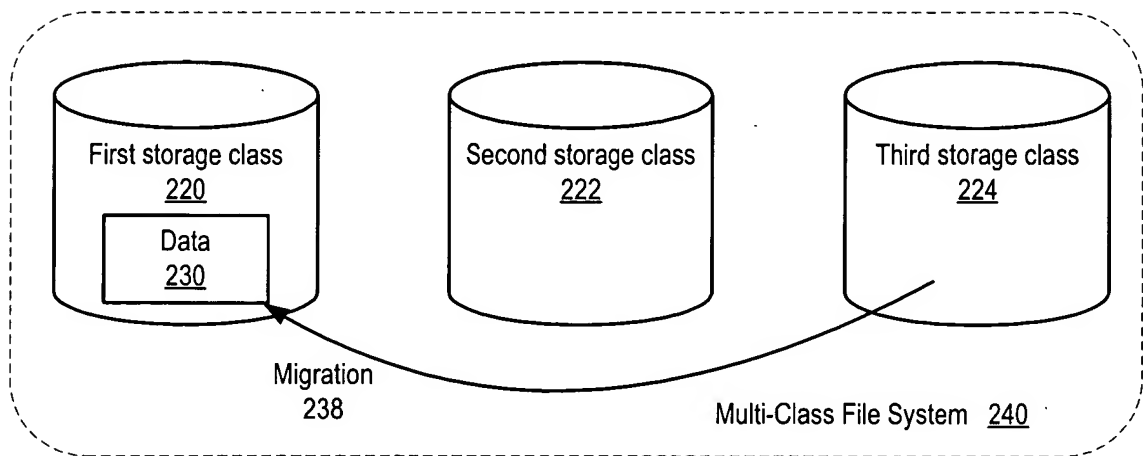 First storage class
220
Data
230
Second storage class
222
Third storage class
224
Migration
238
Multi-Class File System 240